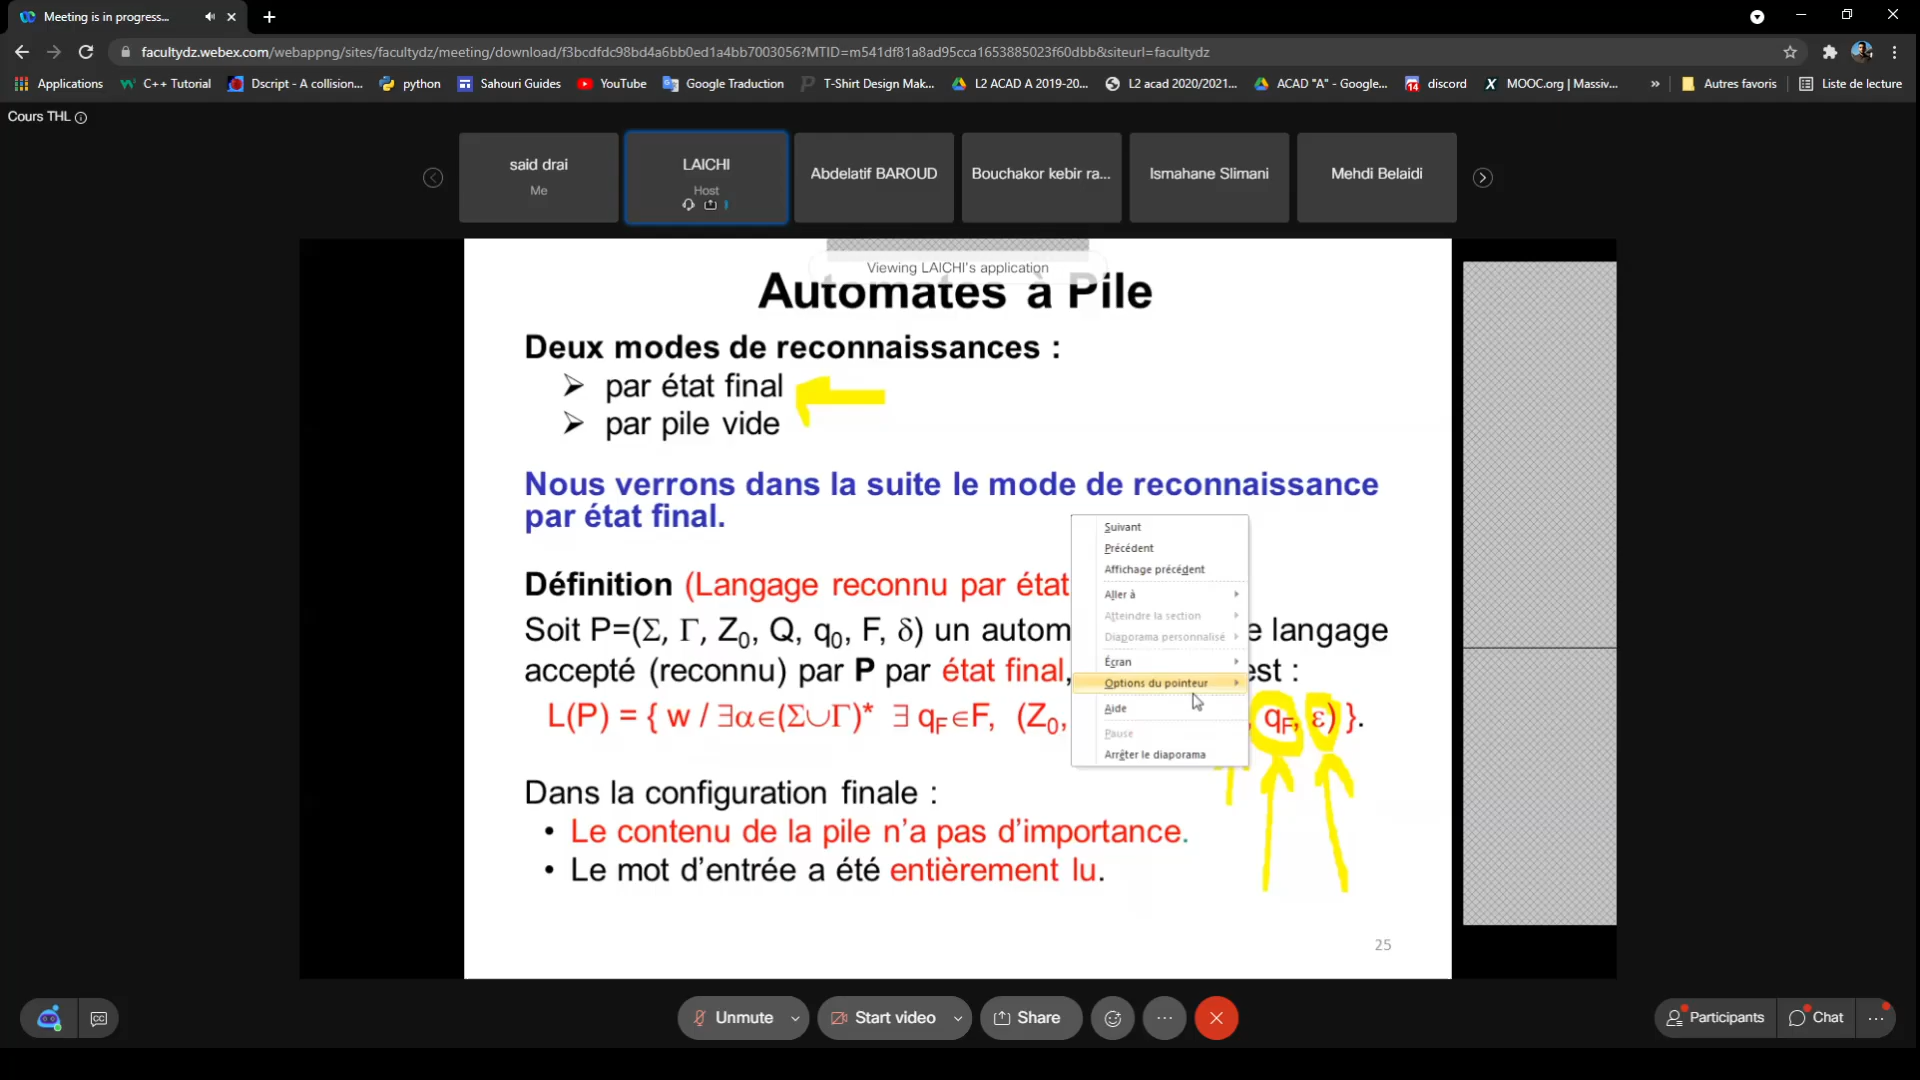 Meeting is in progress...
facultydz.webex.com/webappng/sites/facultydz/meeting/download/f3bcdfdc98bd4a6bb0ed1a4bb7003056?MTID=m541df81a8ad95cca1653885023f60dbb&siteurl=facultydz
Applications C++ Tutorial Dscript - A collision... python Sahouri Guides YouTube Google Traduction T-Shirt Design Mak... L2 ACAD A 2019-20... L2 acad 2020/2021... ACAD "A" - Google... 14 discord MOOC.org | Massiv... » Autres favoris Liste de lecture
Cours THL
said drai
Me
LAICHI
Host
Abdelatif BAROUD
Bouchakor kebir ra...
Ismahane Slimani
Mehdi Belaidi
Viewing LAICHI's application
Automates à Pile
Deux modes de reconnaissances :
➢ par état final
➢ par pile vide
Nous verrons dans la suite le mode de reconnaissance
par état final.
Définition (Langage reconnu par état
Soit P=(Σ, Γ, Z₀, Q, q₀, F, δ) un autom e langage
accepté (reconnu) par P par état final, est :
L(P) = { w / ∃α∈(Σ∪Γ)* ∃ qF∈F, (Z₀, , qF, ε) }.
Dans la configuration finale :
• Le contenu de la pile n'a pas d'importance.
• Le mot d'entrée a été entièrement lu.
25
Suivant
Précédent
Affichage précédent
Aller à
Atteindre la section
Diaporama personnalisé
Écran
Options du pointeur
Aide
Pause
Arrêter le diaporama
CC
Unmute
Start video
Share
Participants
Chat